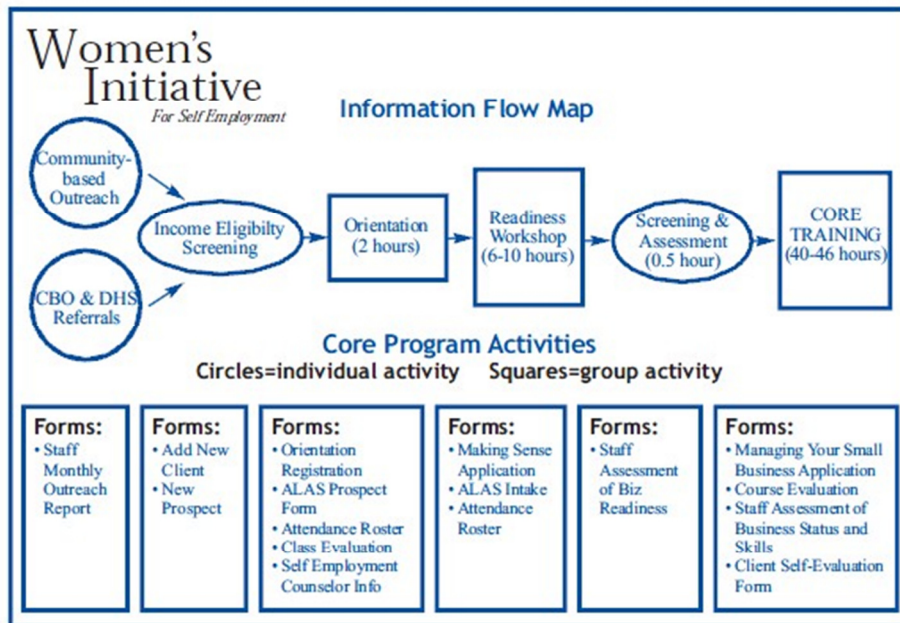 Women's
Initiative
For Self Employment
Information Flow Map
Community-
based
Outreach
CBO & DHS
Referrals
Income Eligibilty
Screening
Orientation
(2 hours)
Readiness
Workshop
(6-10 hours)
Screening &
Assessment
(0.5 hour)
CORE
TRAINING
(40-46 hours)
Core Program Activities
Circles=individual activity Squares=group activity
Forms:
• Staff
Monthly
Outreach
Report
Forms:
• Add New
Client
• New
Prospect
Forms:
• Orientation
Registration
• ALAS Prospect
Form
• Attendance Roster
• Class Evaluation
• Self Employment
Counselor Info
Forms:
• Making Sense
Application
• ALAS Intake
• Attendance
Roster
Forms:
• Staff
Assessment
of Biz
Readiness
Forms:
• Managing Your Small
Business Application
• Course Evaluation
• Staff Assessment of
Business Status and
Skills
• Client Self-Evaluation
Form